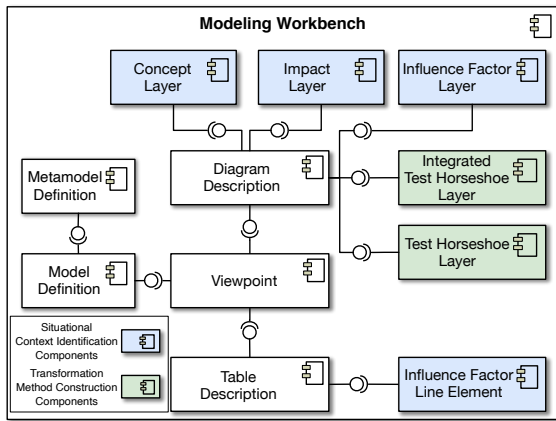 Modeling Workbench
Concept
Layer
Impact
Layer
Influence Factor
Layer
Metamodel
Definition
Diagram
Description
Integrated
Test Horseshoe
Layer
Test Horseshoe
Layer
Model
Definition
Viewpoint
Situational
Context Identification
Components
Transformation
Method Construction
Components
Table
Description
Influence Factor
Line Element